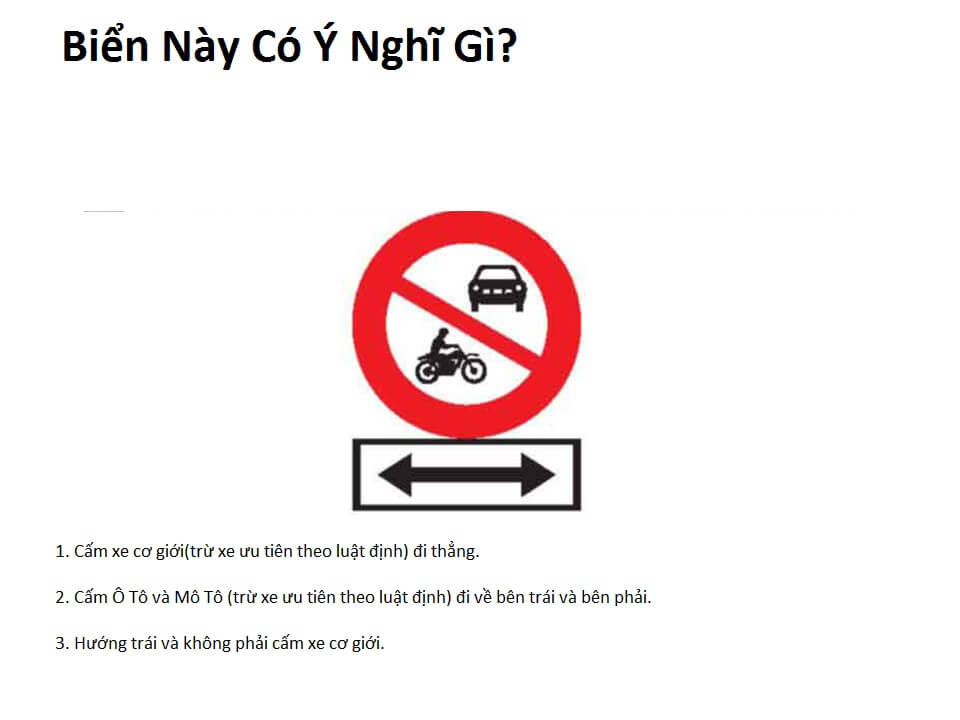 Biển Này Có Ý Nghĩ Gì?
1. Cấm xe cơ giới(trừ xe ưu tiên theo luật định) đi thẳng.
2. Cấm Ô Tô và Mô Tô (trừ xe ưu tiên theo luật định) đi về bên trái và bên phải.
3. Hướng trái và không phải cấm xe cơ giới.